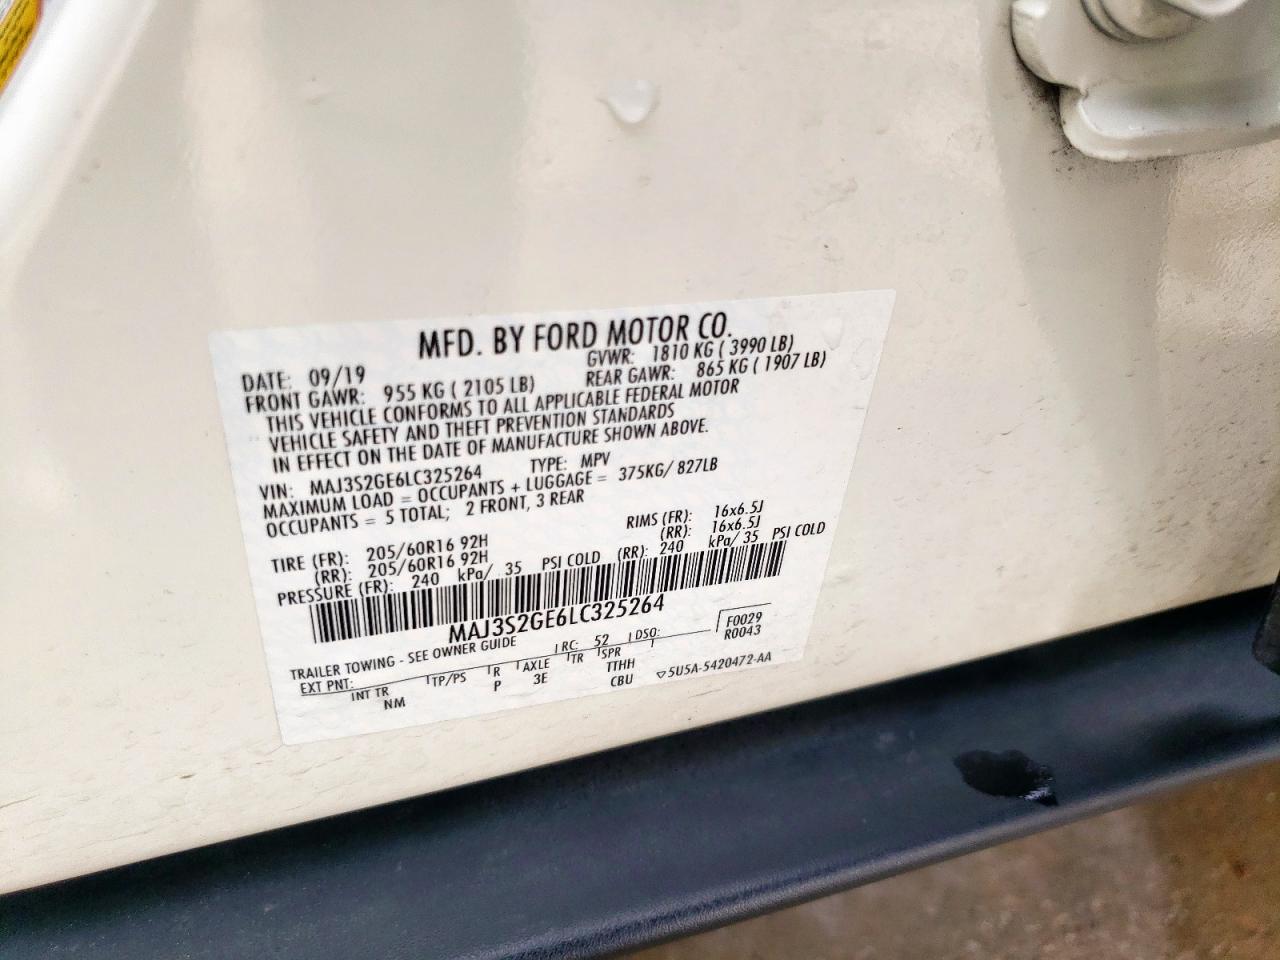 MFD. BY FORD MOTOR CO.
DATE: 09/19 GVWR: 1810 KG ( 3990 LB)
FRONT GAWR: 955 KG ( 2105 LB) REAR GAWR: 865 KG ( 1907 LB)
THIS VEHICLE CONFORMS TO ALL APPLICABLE FEDERAL MOTOR
VEHICLE SAFETY AND THEFT PREVENTION STANDARDS
IN EFFECT ON THE DATE OF MANUFACTURE SHOWN ABOVE.
VIN: MAJ3S2GE6LC325264 TYPE: MPV
MAXIMUM LOAD = OCCUPANTS + LUGGAGE = 375KG/ 827LB
OCCUPANTS = 5 TOTAL; 2 FRONT, 3 REAR
TIRE (FR): 205/60R16 92H RIMS (FR): 16x6.5J
(RR): 205/60R16 92H (RR): 16x6.5J
PRESSURE (FR): 240 kPa/ 35 PSI COLD (RR): 240 kPa/ 35 PSI COLD
MAJ3S2GE6LC325264
TRAILER TOWING - SEE OWNER GUIDE F0029
EXT PNT: RC: 52 DSO: R0043
INT TR TP/PS R AXLE TR SPR
NM P 3E TTHH
CBU ▽5U5A-5420472-AA